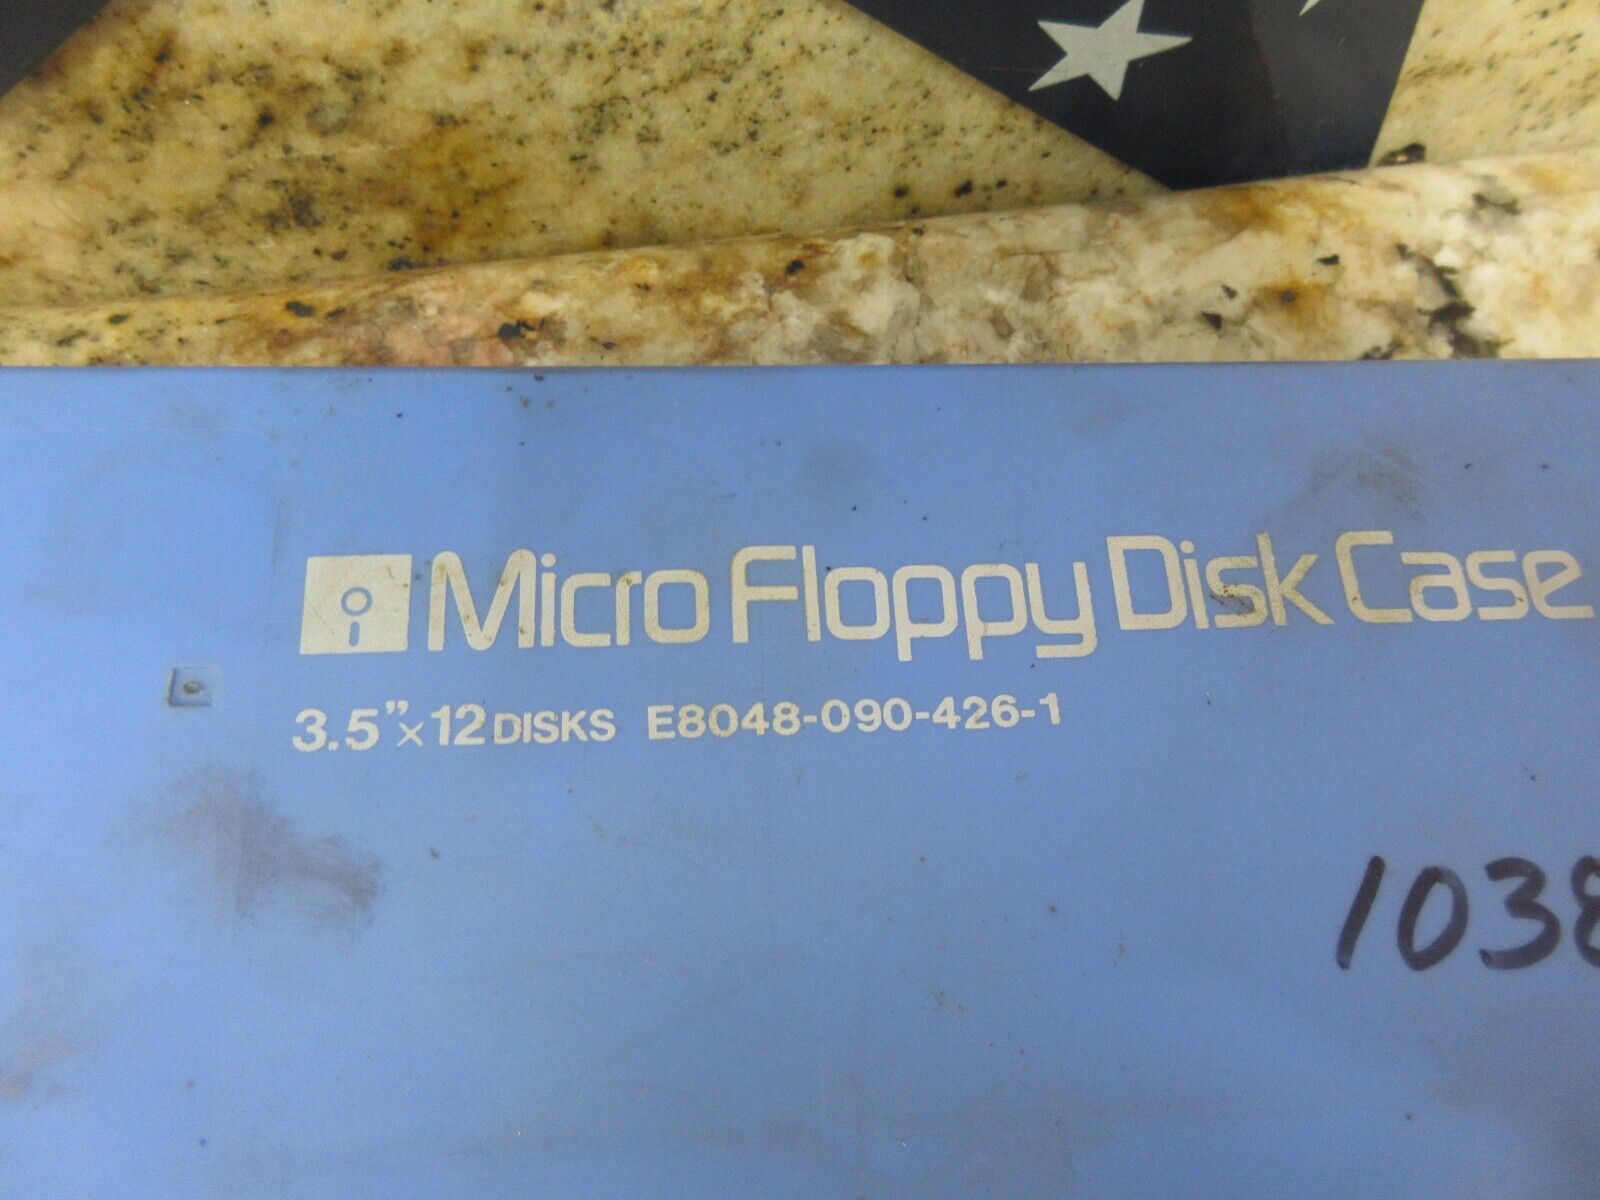 Micro Floppy Disk Case
3.5"×12 DISKS E8048-090-426-1
1038